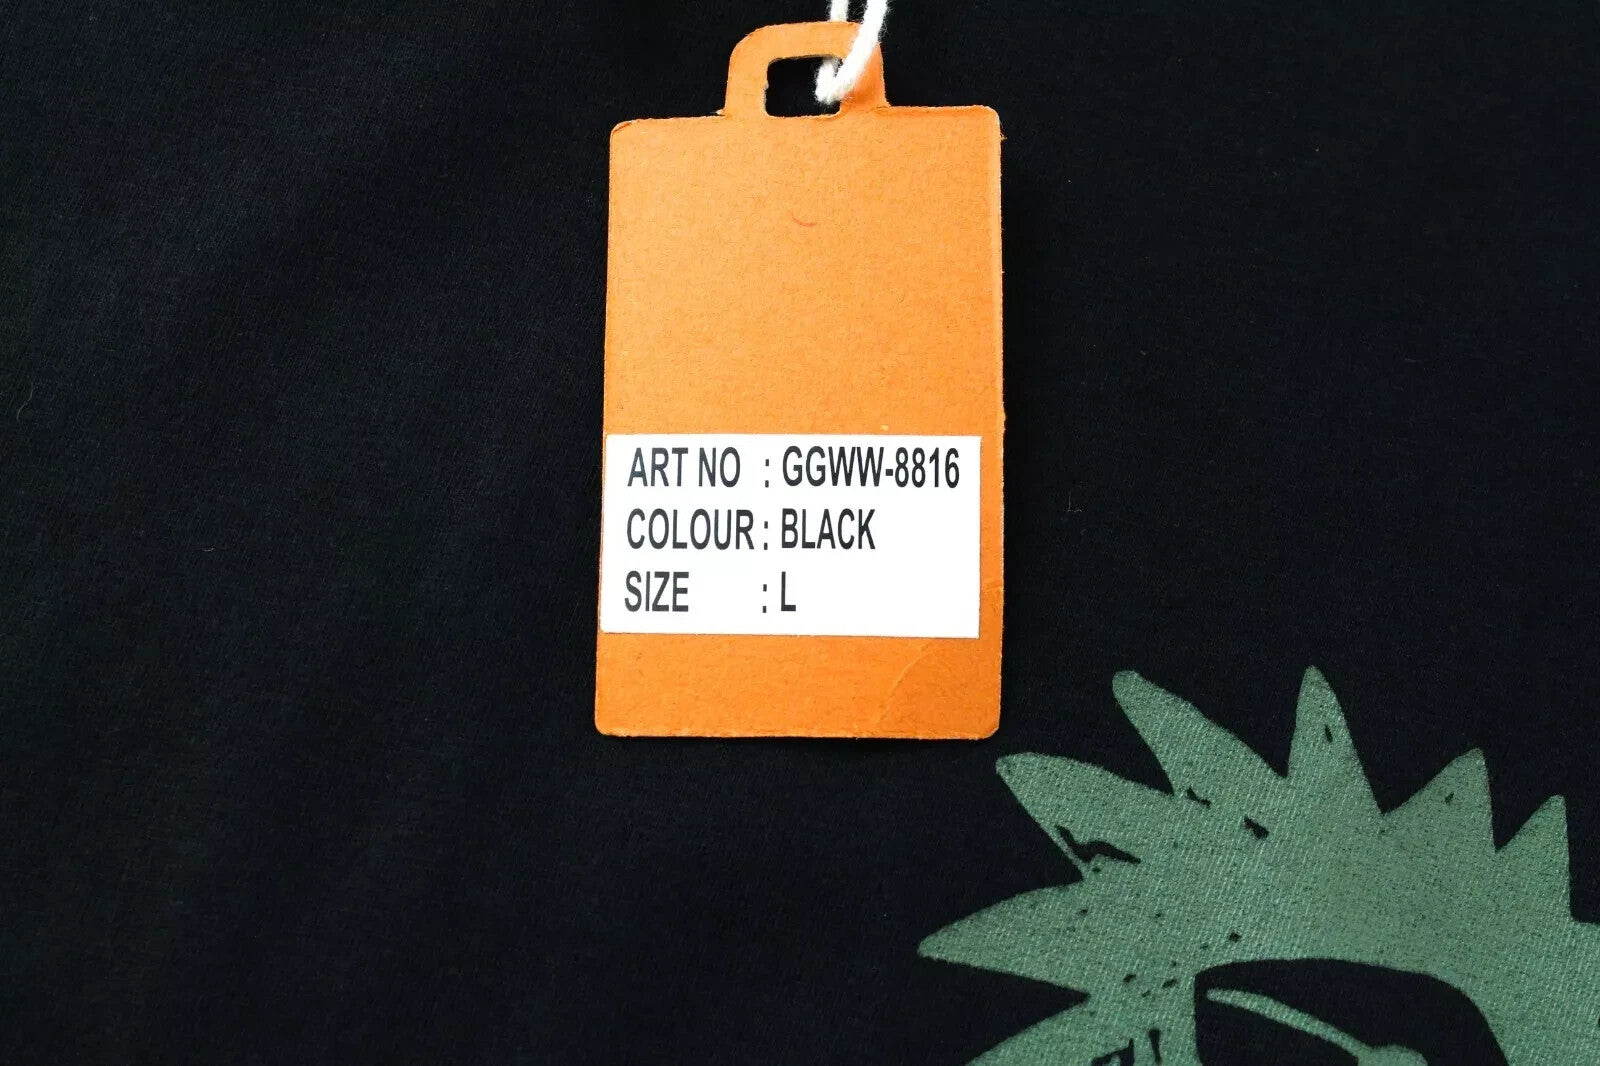 ART NO : GGWW-8816
COLOUR : BLACK
SIZE : L